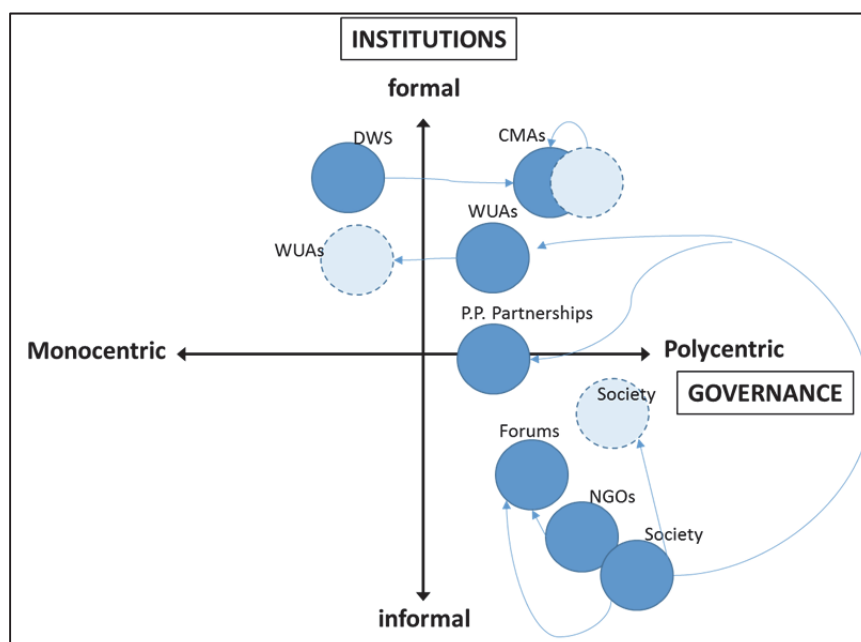 INSTITUTIONS
formal
DWS
CMAs
WUAs
WUAs
P.P. Partnerships
Monocentric
Polycentric
GOVERNANCE
Society
Forums
NGOs
Society
informal